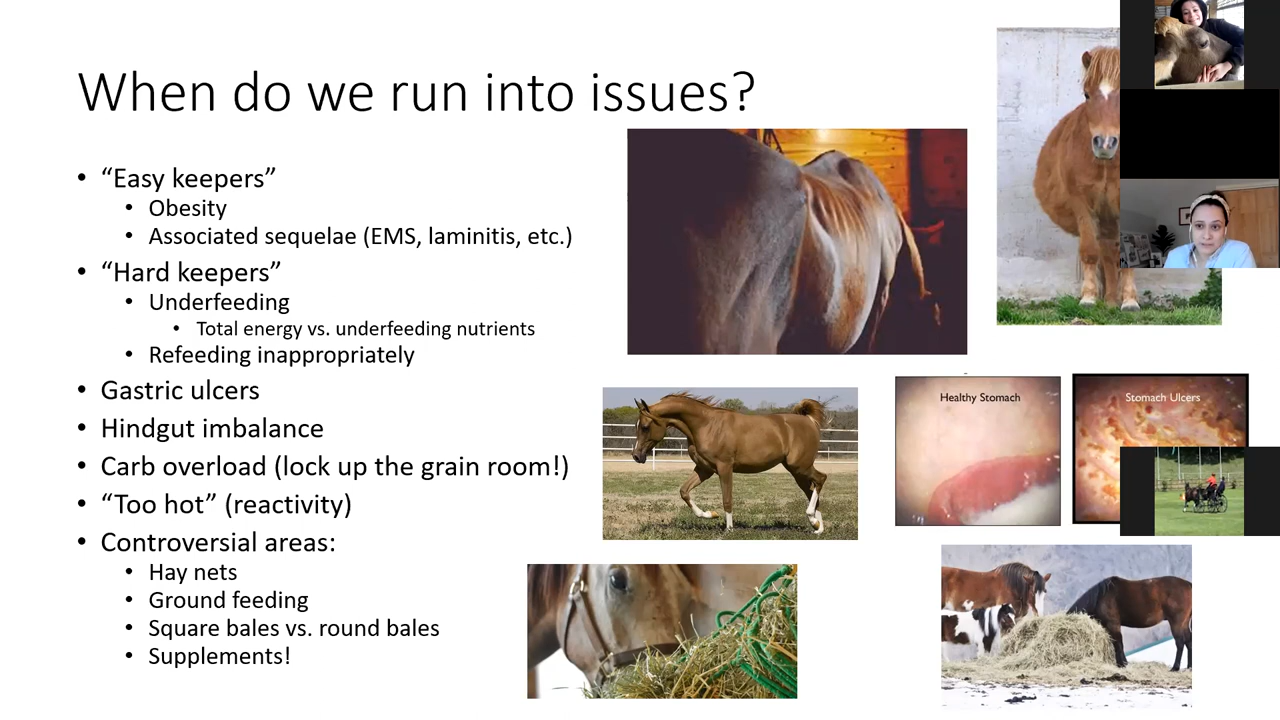 When do we run into issues?
• “Easy keepers”
• Obesity
• Associated sequelae (EMS, laminitis, etc.)
• “Hard keepers”
• Underfeeding
• Total energy vs. underfeeding nutrients
• Refeeding inappropriately
• Gastric ulcers
• Hindgut imbalance
• Carb overload (lock up the grain room!)
• “Too hot” (reactivity)
• Controversial areas:
• Hay nets
• Ground feeding
• Square bales vs. round bales
• Supplements!
Healthy Stomach
Stomach Ulcers